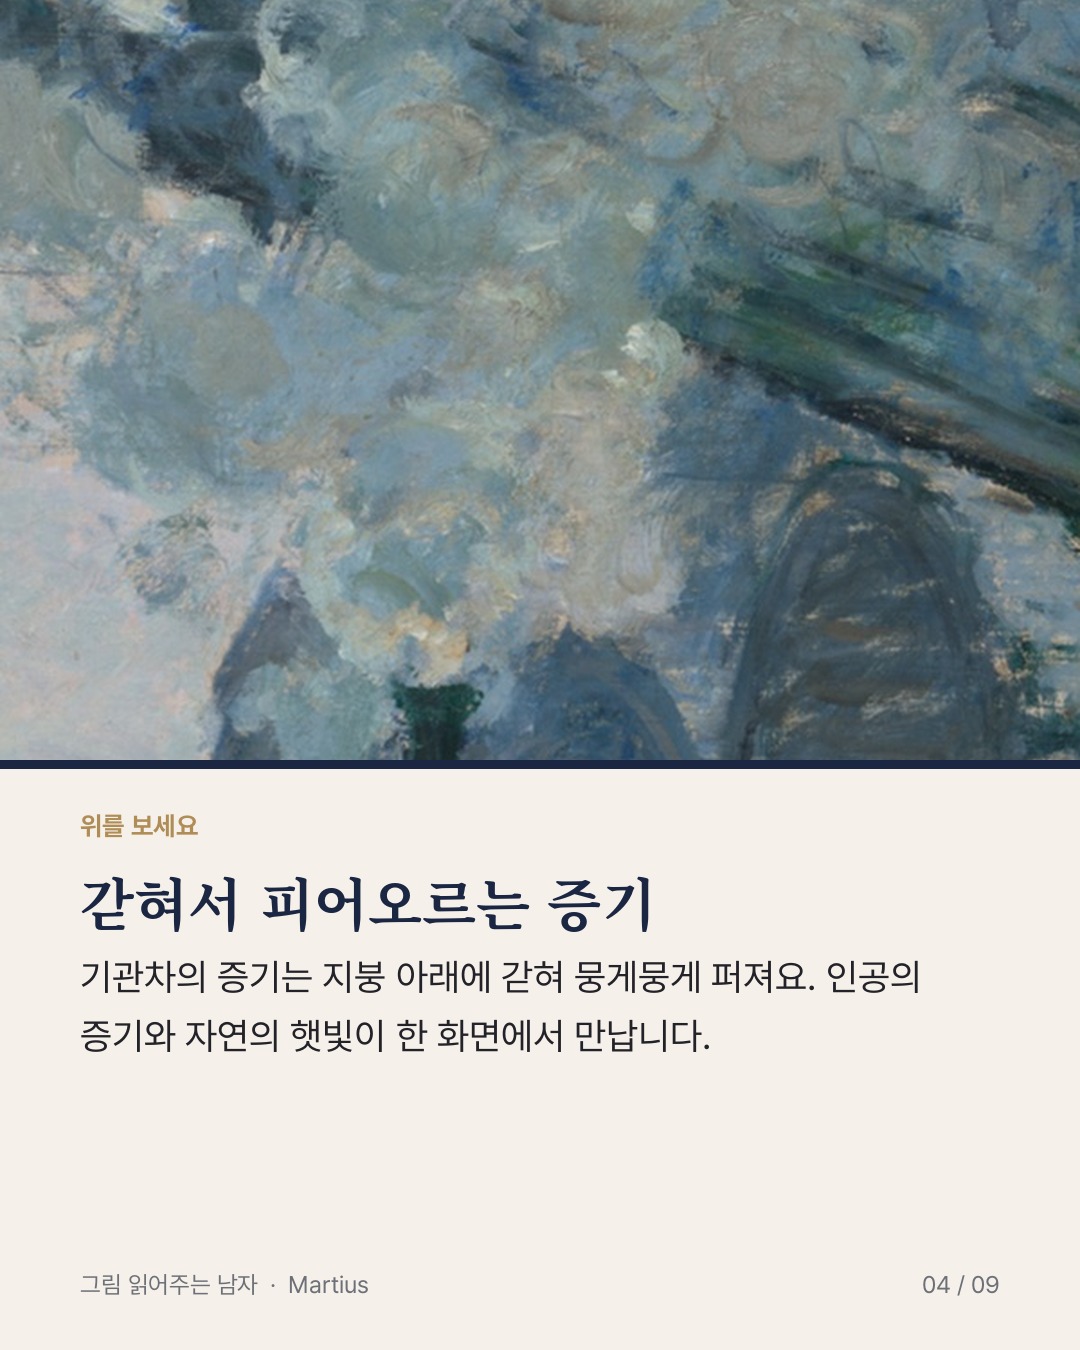 위를 보세요
갇혀서 피어오르는 증기
기관차의 증기는 지붕 아래에 갇혀 뭉게뭉게 퍼져요. 인공의
증기와 자연의 햇빛이 한 화면에서 만납니다.
그림 읽어주는 남자 · Martius
04 / 09